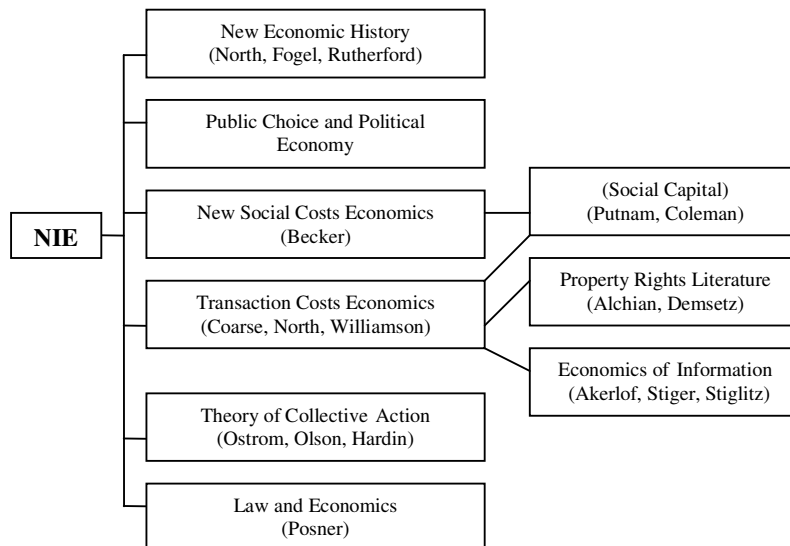 New Economic History
(North, Fogel, Rutherford)
Public Choice and Political
Economy
NIE
New Social Costs Economics
(Becker)
(Social Capital)
(Putnam, Coleman)
Transaction Costs Economics
(Coarse, North, Williamson)
Property Rights Literature
(Alchian, Demsetz)
Economics of Information
(Akerlof, Stiger, Stiglitz)
Theory of Collective Action
(Ostrom, Olson, Hardin)
Law and Economics
(Posner)